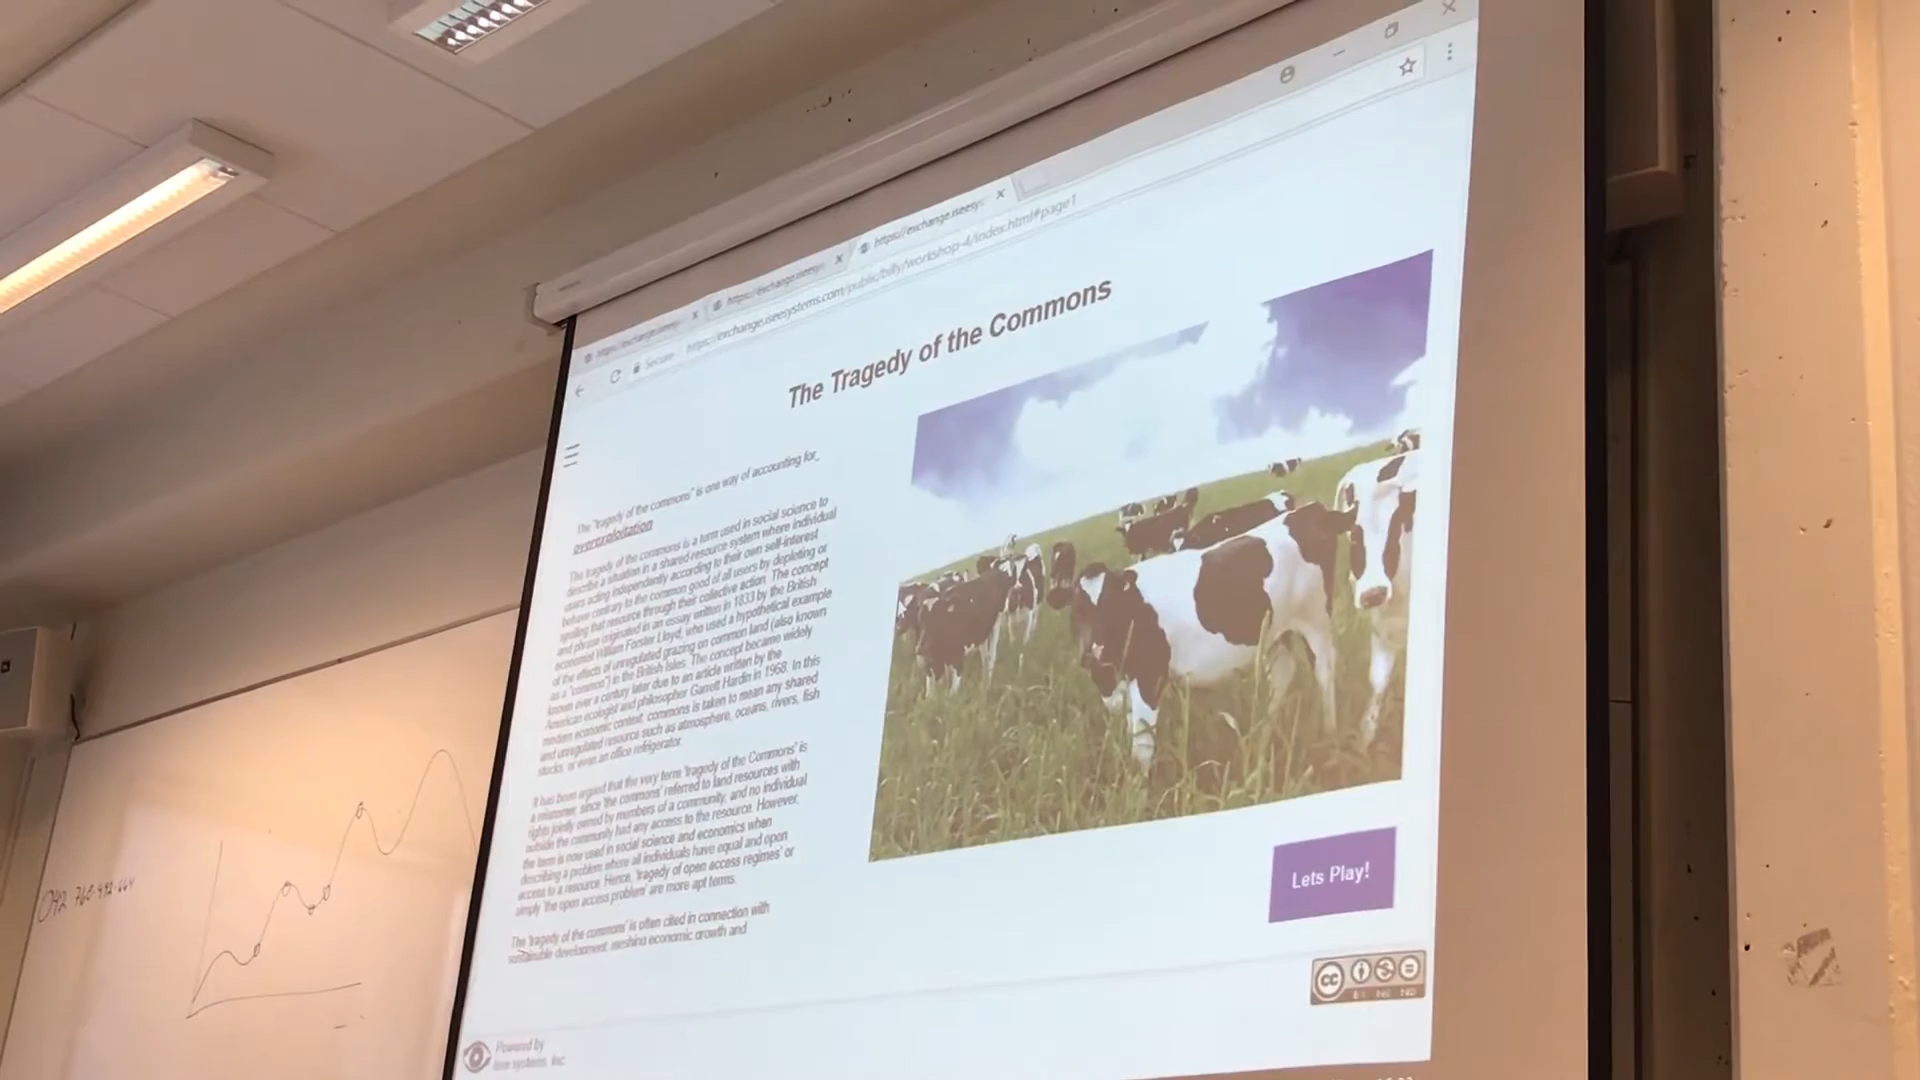 https://exchange.iseesy
https://exchange.iseesy
https://exchange.iseesy
Secure https://exchange.iseesystems.com/public/billy/workshop-4/index.html#page1
The Tragedy of the Commons
The "tragedy of the commons" is one way of accounting for
overexploitation
The tragedy of the commons is a term used in social science to
describe a situation in a shared-resource system where individual
users acting independently according to their own self-interest
behave contrary to the common good of all users by depleting or
spoiling that resource through their collective action. The concept
and phrase originated in an essay written in 1833 by the British
economist William Forster Lloyd, who used a hypothetical example
of the effects of unregulated grazing on common land (also known
as a "common") in the British Isles. The concept became widely
known over a century later due to an article written by the
American ecologist and philosopher Garrett Hardin in 1968. In this
modern economic context, commons is taken to mean any shared
and unregulated resource such as atmosphere, oceans, rivers, fish
stocks, or even an office refrigerator.
It has been argued that the very term 'tragedy of the Commons' is
a misnomer, since 'the commons' referred to land resources with
rights jointly owned by members of a community, and no individual
outside the community had any access to the resource. However,
the term is now used in social science and economics when
describing a problem where all individuals have equal and open
access to a resource. Hence, 'tragedy of open access regimes' or
simply 'the open access problem' are more apt terms.
The 'tragedy of the commons' is often cited in connection with
sustainable development, meshing economic growth and
Lets Play!
cc
BY NC ND
Powered by
isee systems, inc